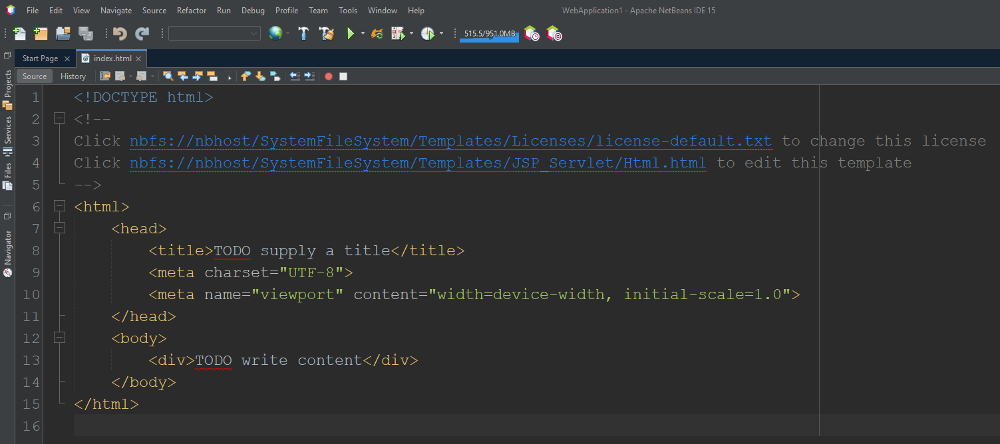 File Edit View Navigate Source Refactor Run Debug Profile Team Tools Window Help WebApplication1 - Apache NetBeans IDE 15
515.5/951.0MB
Start Page index.html
Source History
Projects
Services
Files
Navigator
1 <!DOCTYPE html>
2 <!--
3 Click nbfs://nbhost/SystemFileSystem/Templates/Licenses/license-default.txt to change this license
4 Click nbfs://nbhost/SystemFileSystem/Templates/JSP_Servlet/Html.html to edit this template
5 -->
6 <html>
7 <head>
8 <title>TODO supply a title</title>
9 <meta charset="UTF-8">
10 <meta name="viewport" content="width=device-width, initial-scale=1.0">
11 </head>
12 <body>
13 <div>TODO write content</div>
14 </body>
15 </html>
16